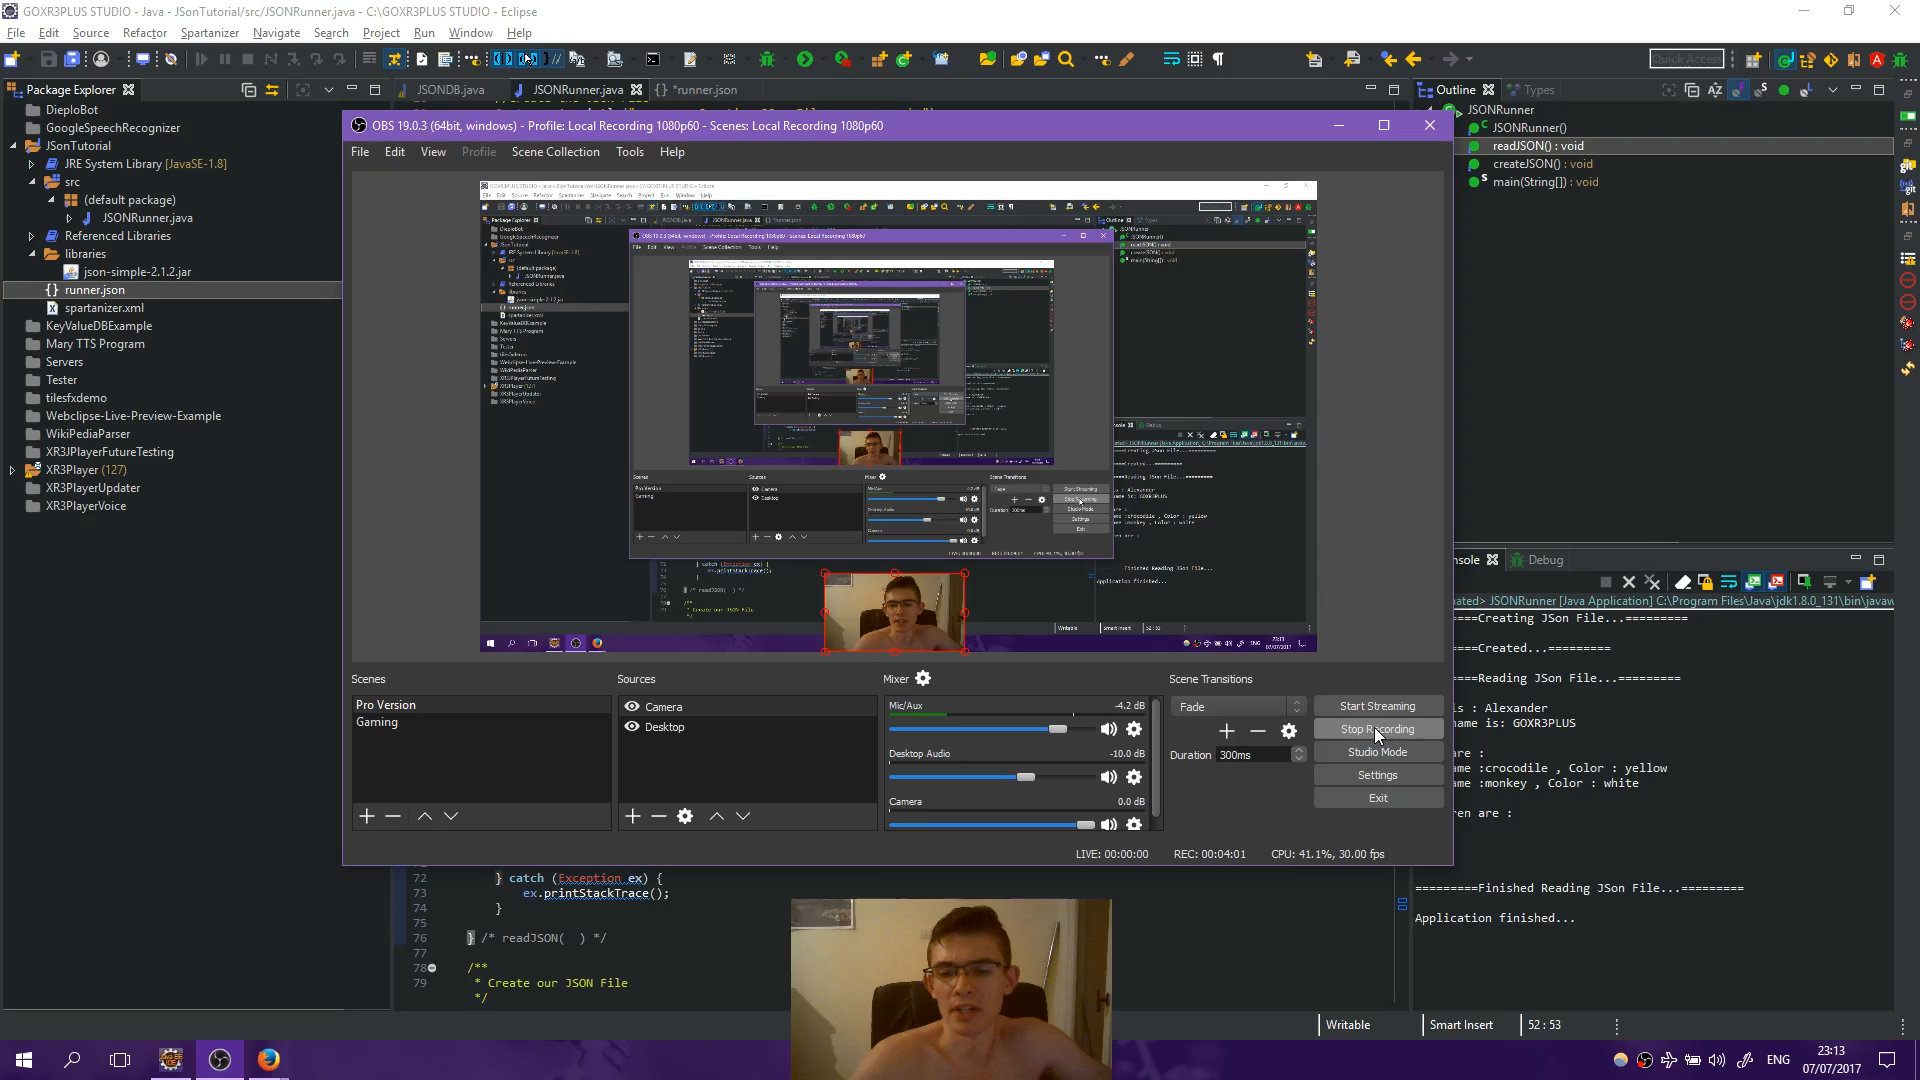 GOXR3PLUS STUDIO - Java - JSonTutorial/src/JSONRunner.java - C:\GOXR3PLUS STUDIO - Eclipse
File Edit Source Refactor Spartanizer Navigate Search Project Run Window Help
Quick Access
Package Explorer
JSONDB.java
JSONRunner.java
{} *runner.json
Outline
Types
DieploBot
GoogleSpeechRecognizer
JSonTutorial
JRE System Library [JavaSE-1.8]
src
(default package)
JSONRunner.java
Referenced Libraries
libraries
json-simple-2.1.2.jar
{} runner.json
spartanizer.xml
KeyValueDBExample
Mary TTS Program
Servers
Tester
tilesfxdemo
Webclipse-Live-Preview-Example
WikiPediaParser
XR3JPlayerFutureTesting
XR3Player (127)
XR3PlayerUpdater
XR3PlayerVoice
JSONRunner
JSONRunner()
readJSON() : void
createJSON() : void
main(String[]) : void
OBS 19.0.3 (64bit, windows) - Profile: Local Recording 1080p60 - Scenes: Local Recording 1080p60
File Edit View Profile Scene Collection Tools Help
Scenes
Pro Version
Gaming
Sources
Camera
Desktop
Mixer
Mic/Aux -4.2 dB
Desktop Audio -10.0 dB
Camera 0.0 dB
Scene Transitions
Fade
Duration 300ms
Start Streaming
Stop Recording
Studio Mode
Settings
Exit
LIVE: 00:00:00 REC: 00:04:01 CPU: 41.1%, 30.00 fps
nsole
Debug
ated> JSONRunner [Java Application] C:\Program Files\Java\jdk1.8.0_131\bin\javaw
====Creating JSon File...=========
====Created...=========
====Reading JSon File...=========
is : Alexander
name is: GOXR3PLUS
are :
ame :crocodile , Color : yellow
ame :monkey , Color : white
ren are :
=========Finished Reading JSon File...=========
Application finished...
72 } catch (Exception ex) {
73 ex.printStackTrace();
74 }
75
76 } /* readJSON( ) */
77
78 /**
79 * Create our JSON File
*/
Writable
Smart Insert
52 : 53
ENG
23:13
07/07/2017